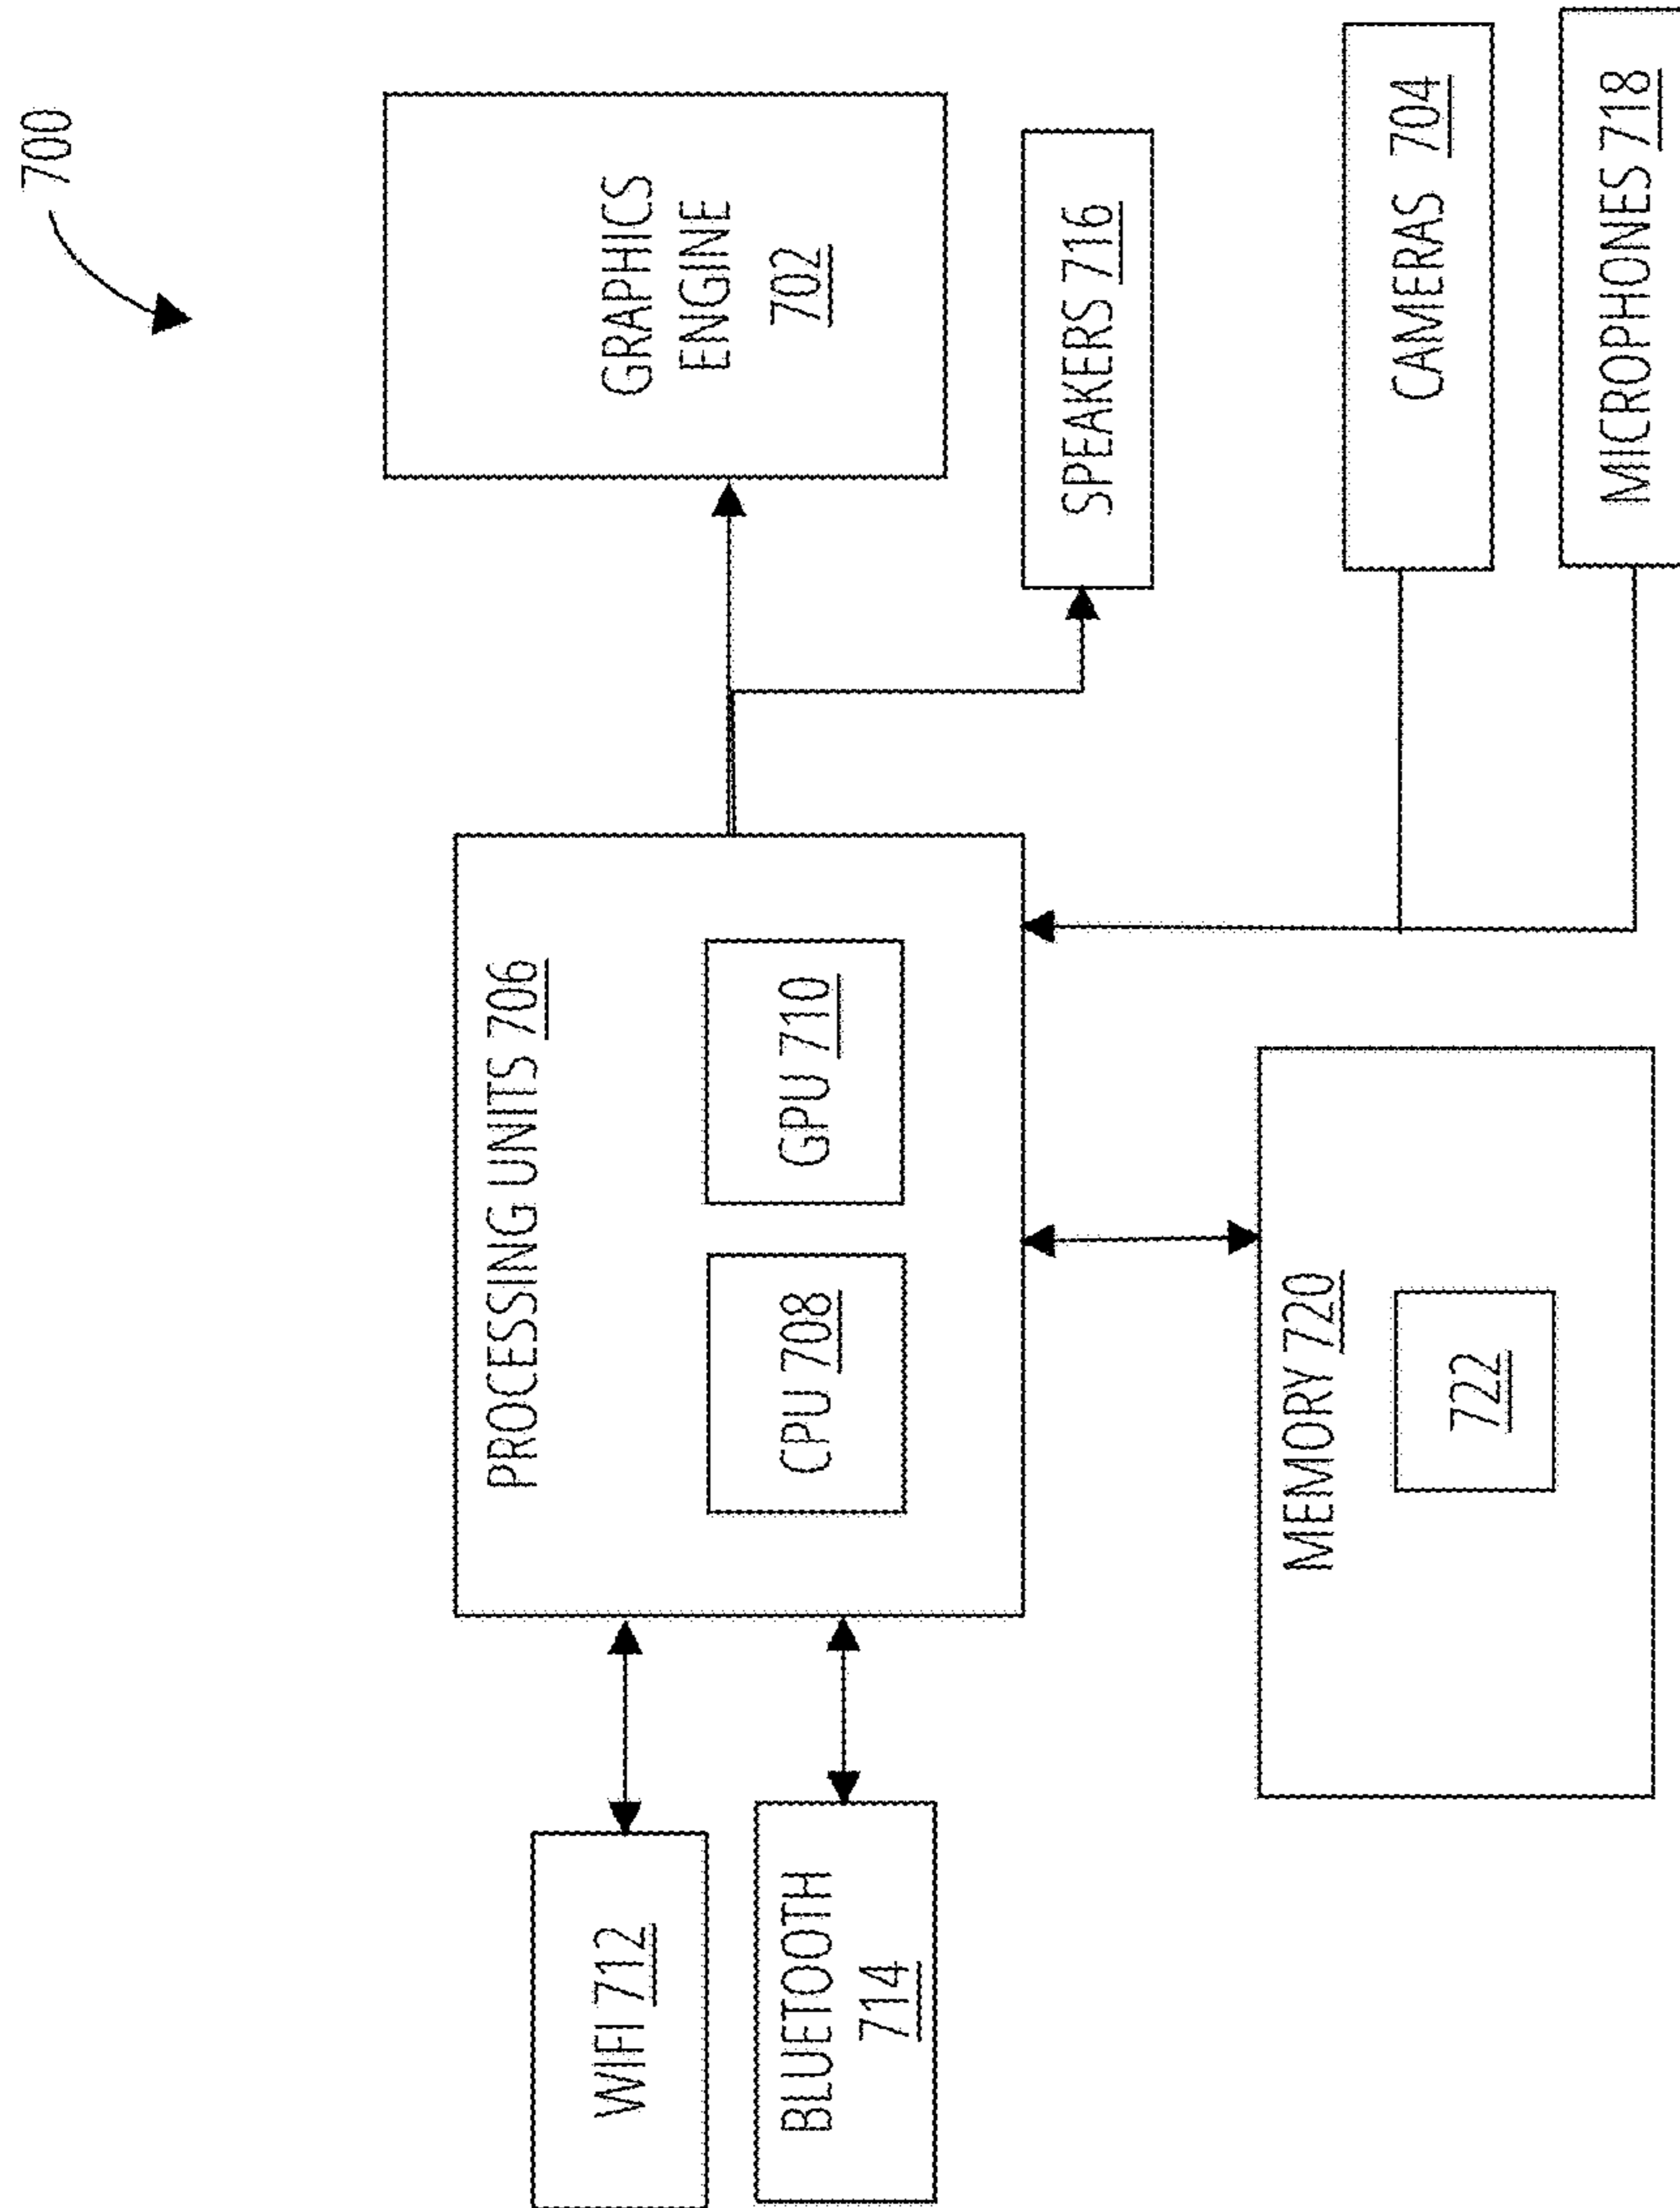 700
GRAPHICS
ENGINE
702
SPEAKERS 716
CAMERAS 704
MICROPHONES 718
PROCESSING UNITS 706
CPU 708
GPU 710
MEMORY 720
722
WIFI 712
BLUETOOTH
714